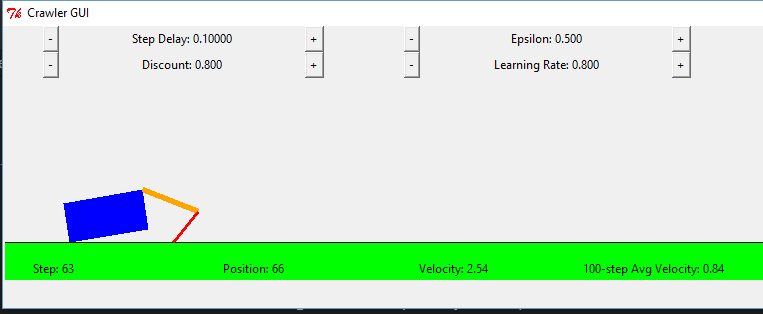 Crawler GUI
- Step Delay: 0.10000 + - Epsilon: 0.500 +
- Discount: 0.800 + - Learning Rate: 0.800 +
Step: 63 Position: 66 Velocity: 2.54 100-step Avg Velocity: 0.84